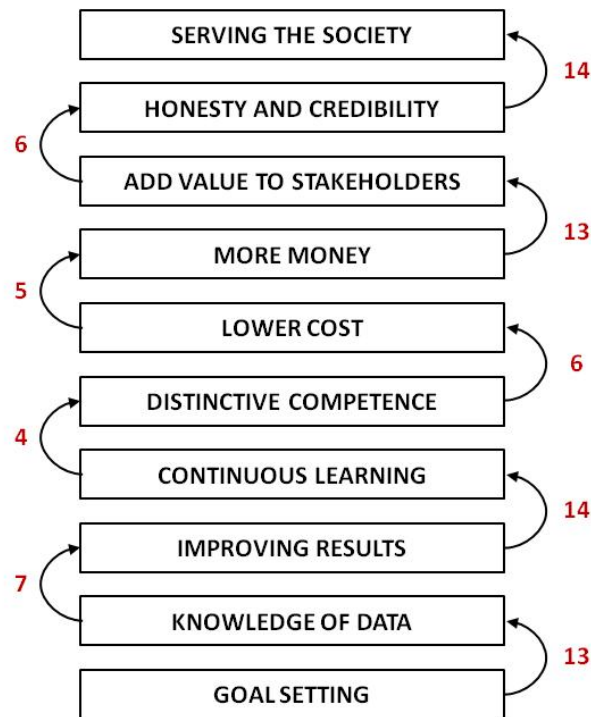 SERVING THE SOCIETY
14
HONESTY AND CREDIBILITY
6
ADD VALUE TO STAKEHOLDERS
13
MORE MONEY
5
LOWER COST
6
DISTINCTIVE COMPETENCE
4
CONTINUOUS LEARNING
14
IMPROVING RESULTS
7
KNOWLEDGE OF DATA
13
GOAL SETTING